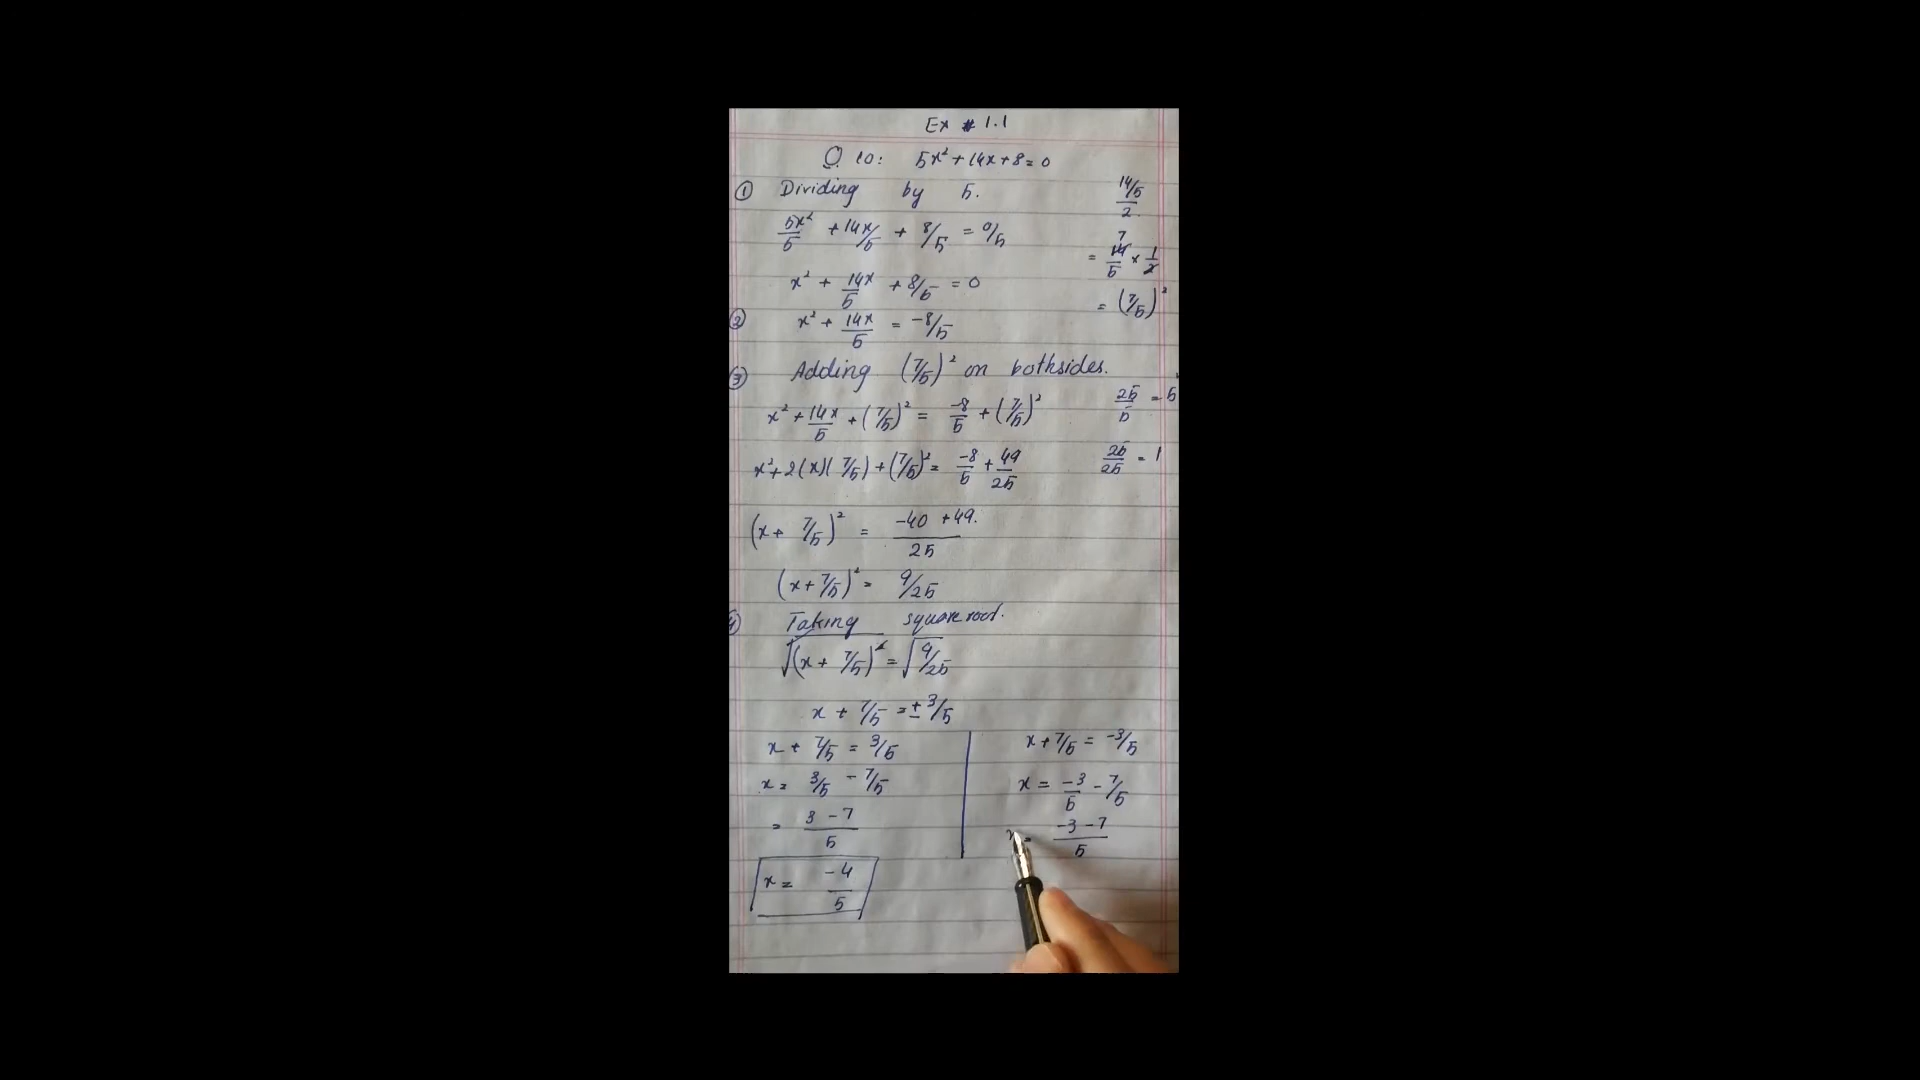 Ex # 1.1
Q 10: 5x² + 14x + 8 = 0
① Dividing by 5.
5x²/5 + 14x/5 + 8/5 = 0/5
x² + 14x/5 + 8/5 = 0
② x² + 14x/5 = -8/5
③ Adding (7/5)² on bothsides.
x² + 14x/5 + (7/5)² = -8/5 + (7/5)²
x² + 2(x)(7/5) + (7/5)² = -8/5 + 49/25
(x + 7/5)² = -40 + 49. / 25
(x + 7/5)² = 9/25
④ Taking square root.
√(x + 7/5)² = √9/25
x + 7/5 = ± 3/5
x + 7/5 = 3/5
x = 3/5 - 7/5
= 3 - 7 / 5
x = -4/5
x + 7/5 = -3/5
x = -3/5 - 7/5
x = -3 - 7 / 5
14/5 / 2
= 14/5 × 1/2
7
= (7/5)²
25/5 = 5
25/25 = 1